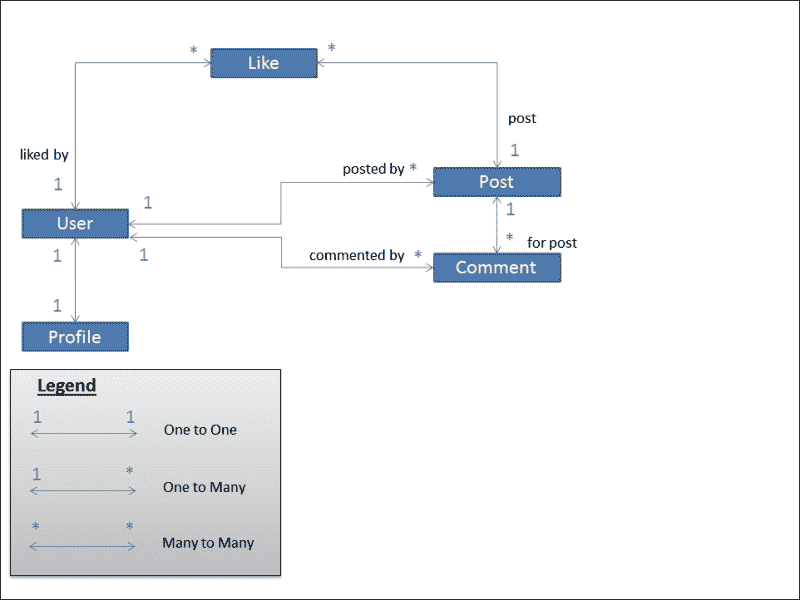 * Like *
post
liked by
posted by *
1
1
1
Post
User
1
1
1
* for post
commented by *
Comment
1
Profile
Legend
1 1
One to One
1 *
One to Many
* *
Many to Many